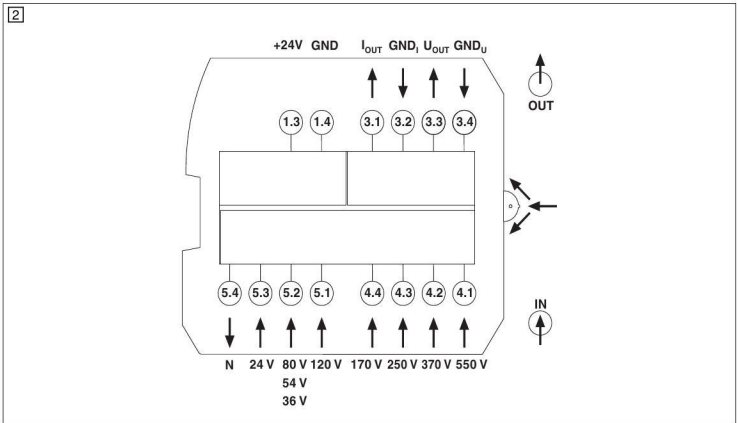 2
+24V GND I_OUT GND_I U_OUT GND_U
OUT
1.3 1.4 3.1 3.2 3.3 3.4
5.4 5.3 5.2 5.1 4.4 4.3 4.2 4.1
IN
N 24 V 80 V 120 V 170 V 250 V 370 V 550 V
54 V
36 V